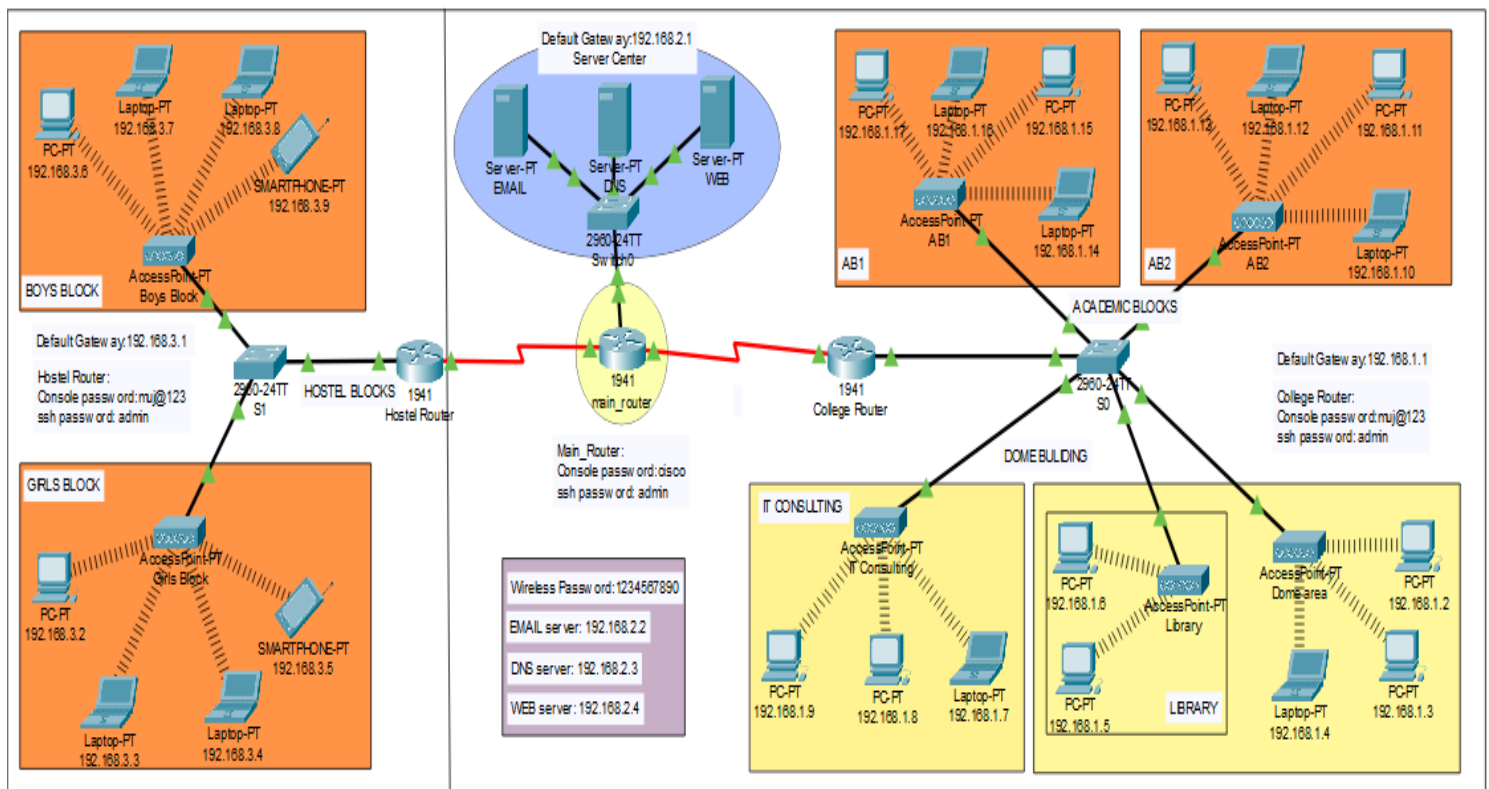 PC-PT
192.168.3.6
Laptop-PT
192.168.3.7
Laptop-PT
192.168.3.8
SMARTPHONE-PT
192.168.3.9
AccessPoint-PT
Boys Block
BOYS BLOCK
Default Gateway:192.168.3.1
Hostel Router:
Console password:muj@123
ssh password: admin
2960-24TT
S1
HOSTEL BLOCKS
1941
Hostel Router
GIRLS BLOCK
AccessPoint-PT
Girls Block
PC-PT
192.168.3.2
Laptop-PT
192.168.3.3
Laptop-PT
192.168.3.4
SMARTPHONE-PT
192.168.3.5
Default Gateway:192.168.2.1
Server Center
Server-PT
EMAIL
Server-PT
DNS
Server-PT
WEB
2960-24TT
Switch0
1941
main_router
Main_Router:
Console password:cisco
ssh password: admin
Wireless Password:1234567890
EMAIL server: 192.168.2.2
DNS server: 192.168.2.3
WEB server: 192.168.2.4
1941
College Router
PC-PT
192.168.1.17
Laptop-PT
192.168.1.16
PC-PT
192.168.1.15
AccessPoint-PT
AB1
Laptop-PT
192.168.1.14
AB1
PC-PT
192.168.1.13
Laptop-PT
192.168.1.12
PC-PT
192.168.1.11
AccessPoint-PT
AB2
Laptop-PT
192.168.1.10
AB2
ACADEMIC BLOCKS
2960-24TT
S0
Default Gateway:192.168.1.1
College Router:
Console password:muj@123
ssh password: admin
DOME BUILDING
IT CONSULTING
AccessPoint-PT
IT Consulting
PC-PT
192.168.1.9
PC-PT
192.168.1.8
Laptop-PT
192.168.1.7
PC-PT
192.168.1.6
AccessPoint-PT
Library
PC-PT
192.168.1.5
LIBRARY
AccessPoint-PT
Dome area
PC-PT
192.168.1.2
Laptop-PT
192.168.1.4
PC-PT
192.168.1.3